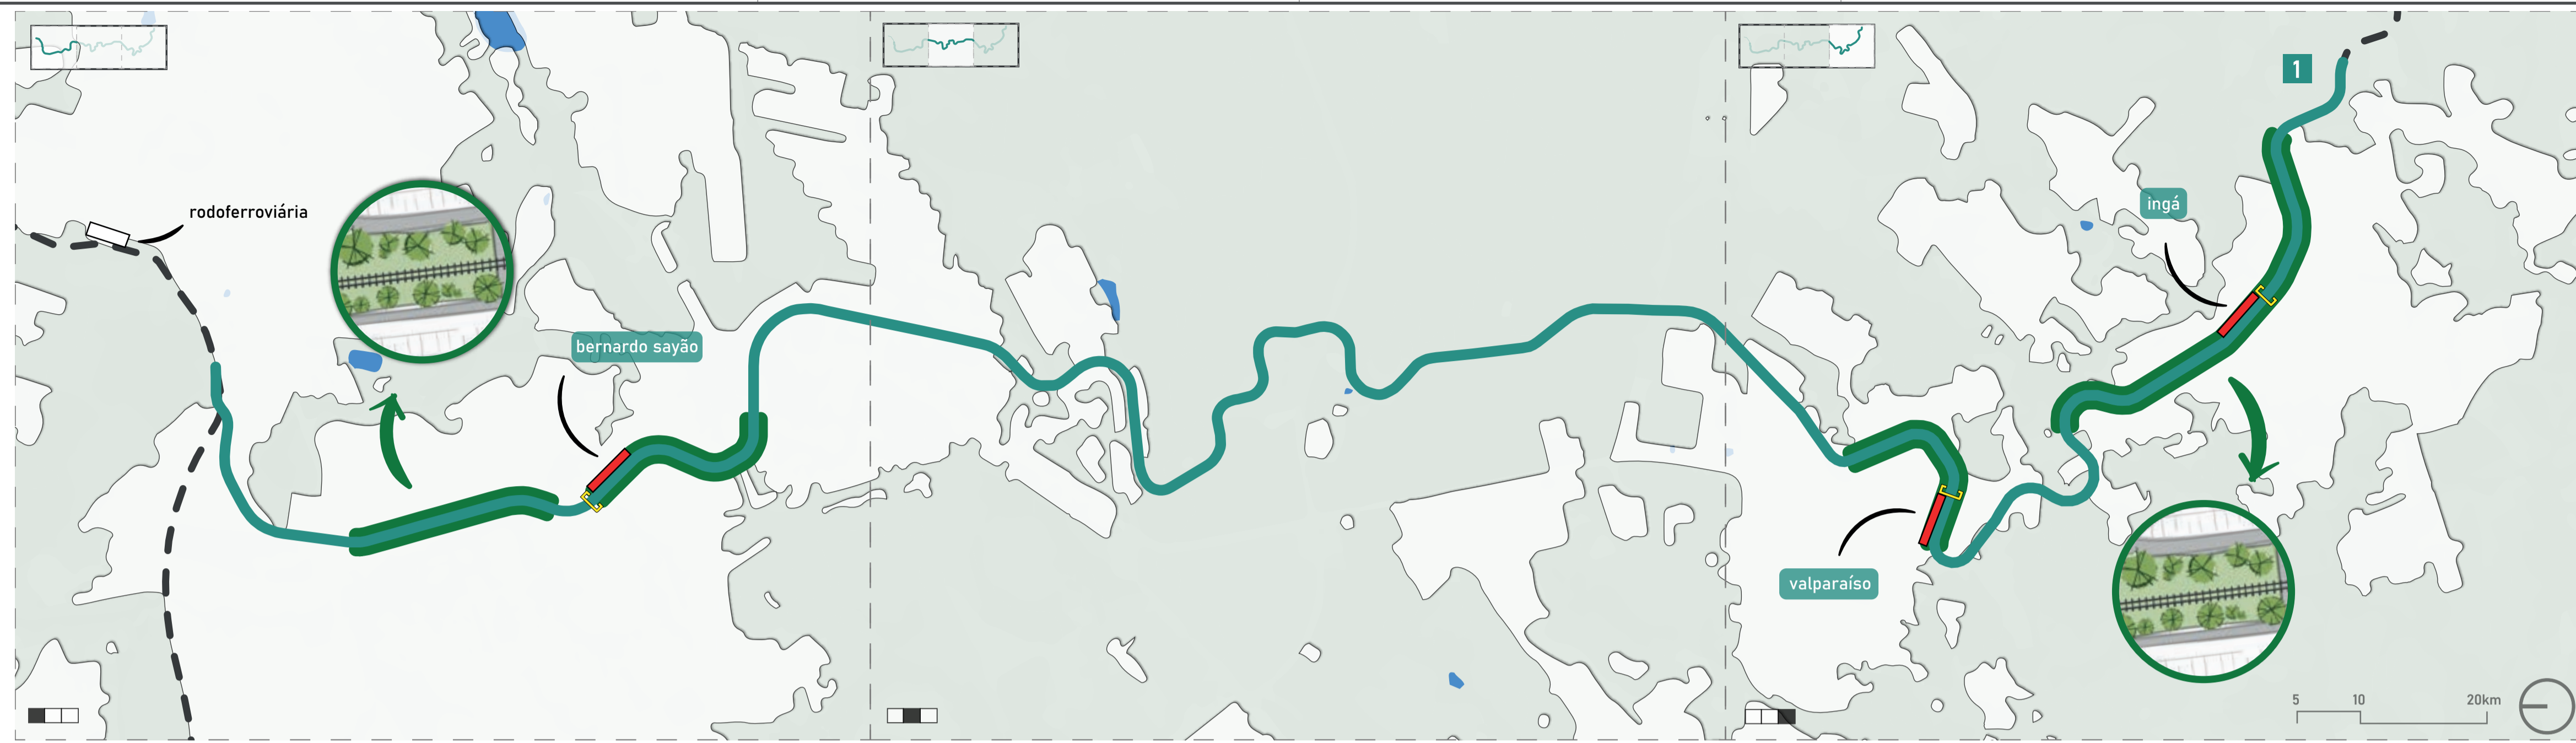 1
ingá
rodoferroviária
bernardo sayão
valparaíso
5 10 20km